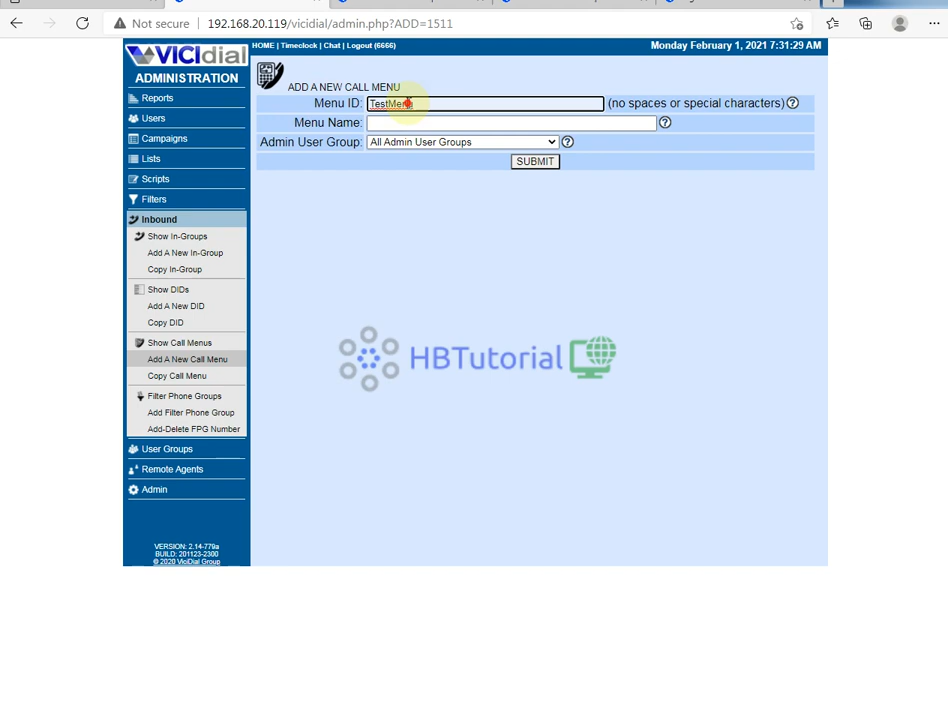 Not secure | 192.168.20.119/vicidial/admin.php?ADD=1511
VICIdial
HOME | Timeclock | Chat | Logout (6666)
Monday February 1, 2021 7:31:29 AM
ADMINISTRATION
Reports
Users
Campaigns
Lists
Scripts
Filters
Inbound
Show In-Groups
Add A New In-Group
Copy In-Group
Show DIDs
Add A New DID
Copy DID
Show Call Menus
Add A New Call Menu
Copy Call Menu
Filter Phone Groups
Add Filter Phone Group
Add-Delete FPG Number
User Groups
Remote Agents
Admin
VERSION: 2.14-779a
BUILD: 201123-2300
© 2020 ViciDial Group
ADD A NEW CALL MENU
Menu ID: TestMenu (no spaces or special characters)
Menu Name:
Admin User Group: All Admin User Groups
SUBMIT
HBTutorial